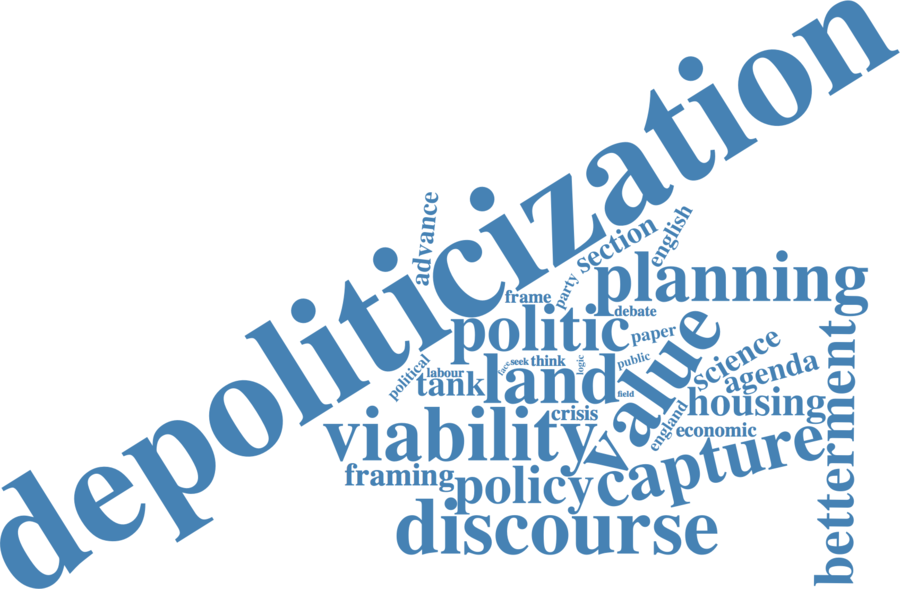 depoliticization
advance
section
english
planning
party
frame
debate
politic
paper
value
public
logic
seek
think
face
land
political
labour
tank
field
science
agenda
housing
betterment
crisis
england
economic
viability
capture
framing
policy
discourse